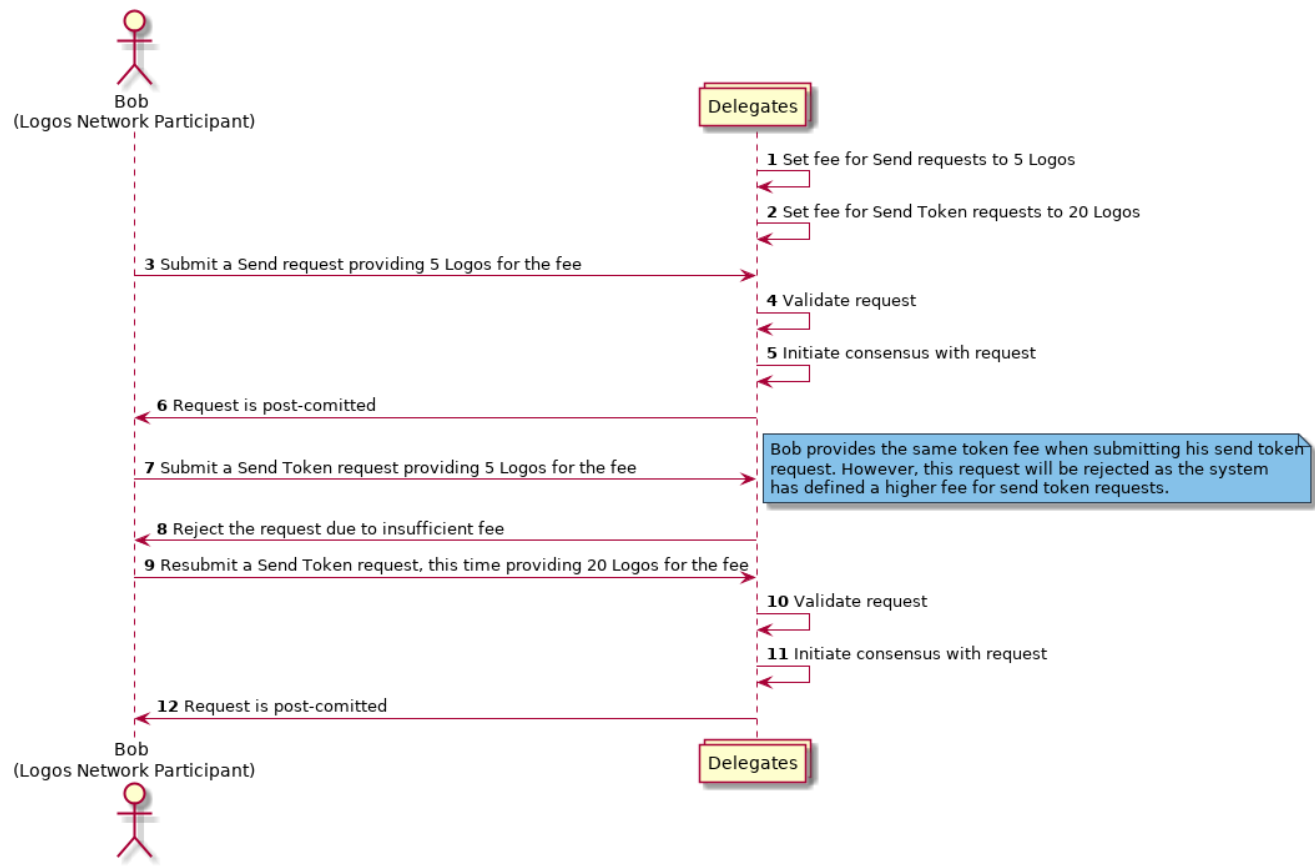 Bob
(Logos Network Participant)
Delegates
1 Set fee for Send requests to 5 Logos
2 Set fee for Send Token requests to 20 Logos
3 Submit a Send request providing 5 Logos for the fee
4 Validate request
5 Initiate consensus with request
6 Request is post-comitted
7 Submit a Send Token request providing 5 Logos for the fee
Bob provides the same token fee when submitting his send token
request. However, this request will be rejected as the system
has defined a higher fee for send token requests.
8 Reject the request due to insufficient fee
9 Resubmit a Send Token request, this time providing 20 Logos for the fee
10 Validate request
11 Initiate consensus with request
12 Request is post-comitted
Bob
(Logos Network Participant)
Delegates